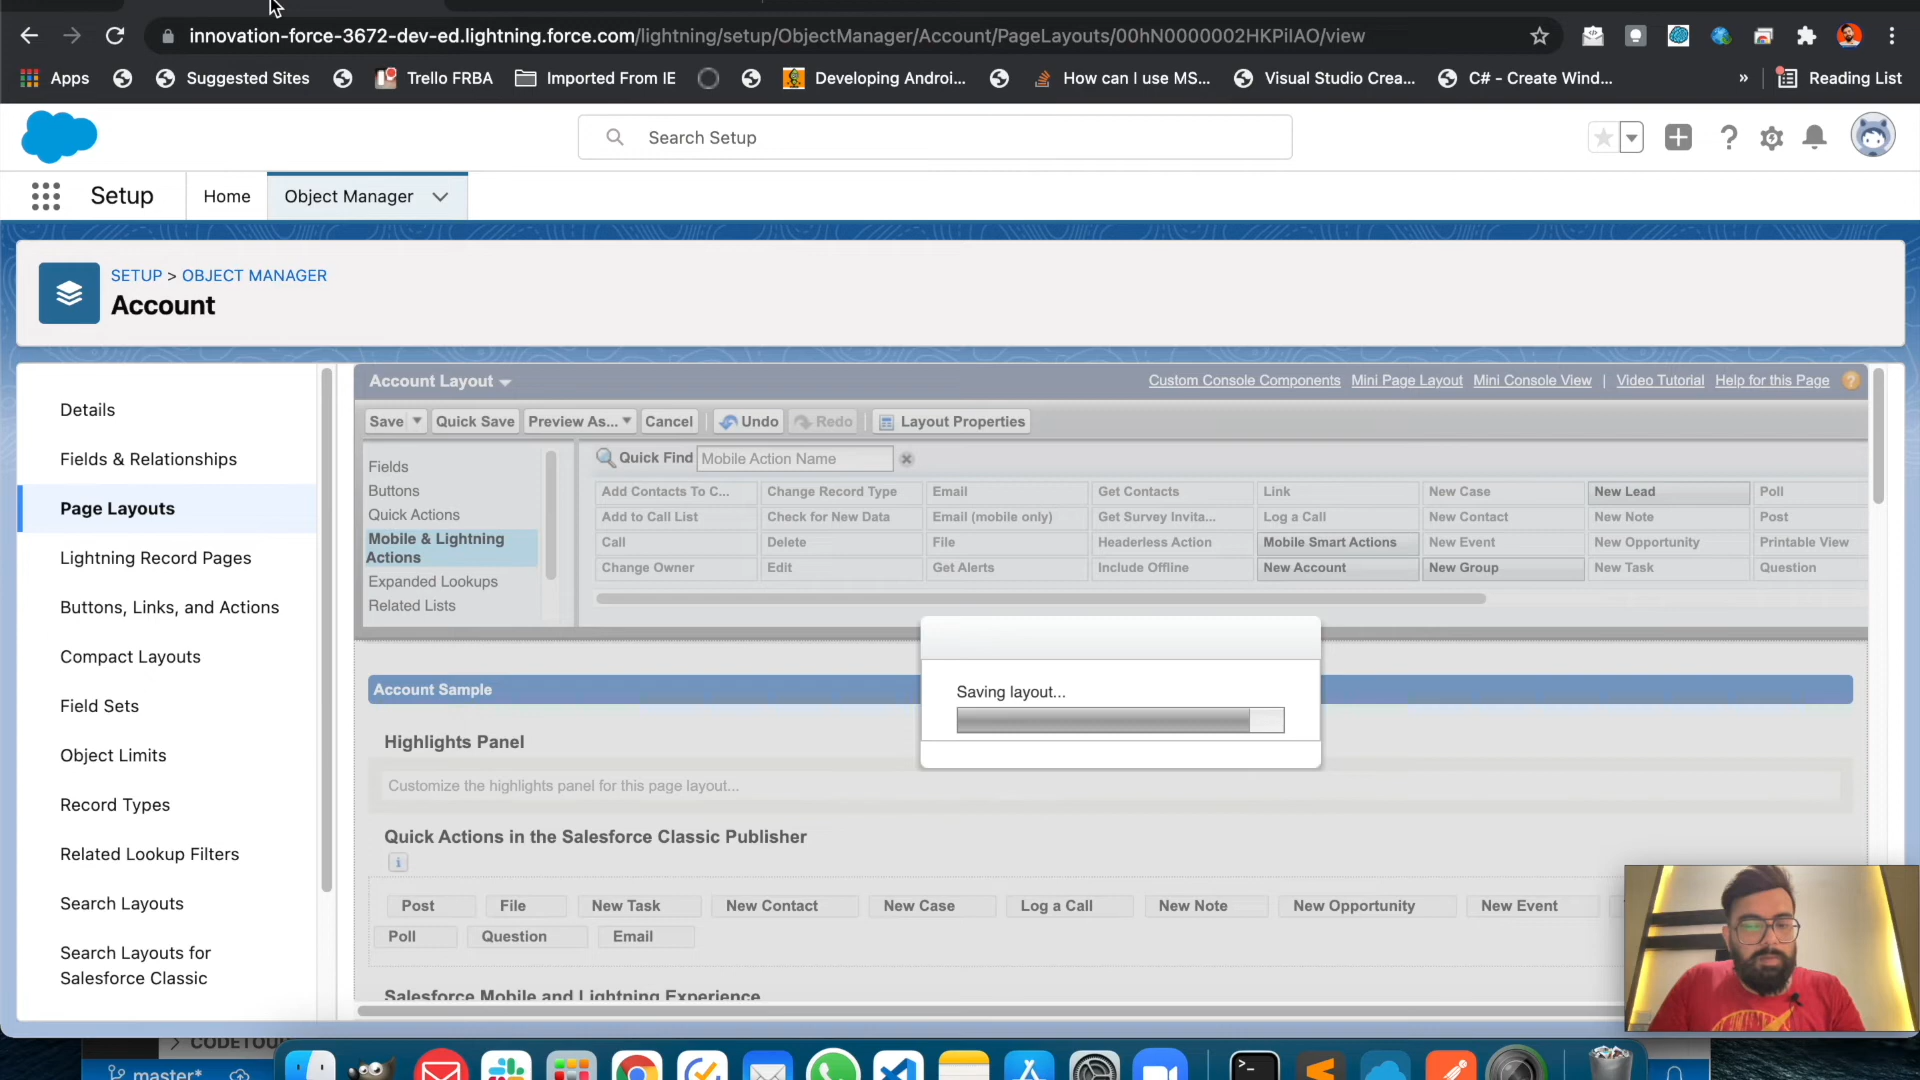 innovation-force-3672-dev-ed.lightning.force.com/lightning/setup/ObjectManager/Account/PageLayouts/00hN0000002HKPiIAO/view
Apps Suggested Sites Trello FRBA Imported From IE Developing Androi... How can I use MS... Visual Studio Crea... C# - Create Wind... » Reading List
Search Setup
Setup Home Object Manager
SETUP > OBJECT MANAGER
Account
Details
Fields & Relationships
Page Layouts
Lightning Record Pages
Buttons, Links, and Actions
Compact Layouts
Field Sets
Object Limits
Record Types
Related Lookup Filters
Search Layouts
Search Layouts for
Salesforce Classic
Account Layout Custom Console Components Mini Page Layout Mini Console View | Video Tutorial Help for this Page ?
Save Quick Save Preview As... Cancel Undo Redo Layout Properties
Fields
Buttons
Quick Actions
Mobile & Lightning
Actions
Expanded Lookups
Related Lists
Quick Find Mobile Action Name
Add Contacts To C... Change Record Type Email Get Contacts Link New Case New Lead Poll
Add to Call List Check for New Data Email (mobile only) Get Survey Invita... Log a Call New Contact New Note Post
Call Delete File Headerless Action Mobile Smart Actions New Event New Opportunity Printable View
Change Owner Edit Get Alerts Include Offline New Account New Group New Task Question
Saving layout...
Account Sample
Highlights Panel
Customize the highlights panel for this page layout...
Quick Actions in the Salesforce Classic Publisher
i
Post File New Task New Contact New Case Log a Call New Note New Opportunity New Event
Poll Question Email
Salesforce Mobile and Lightning Experience
> CODETOU
master*